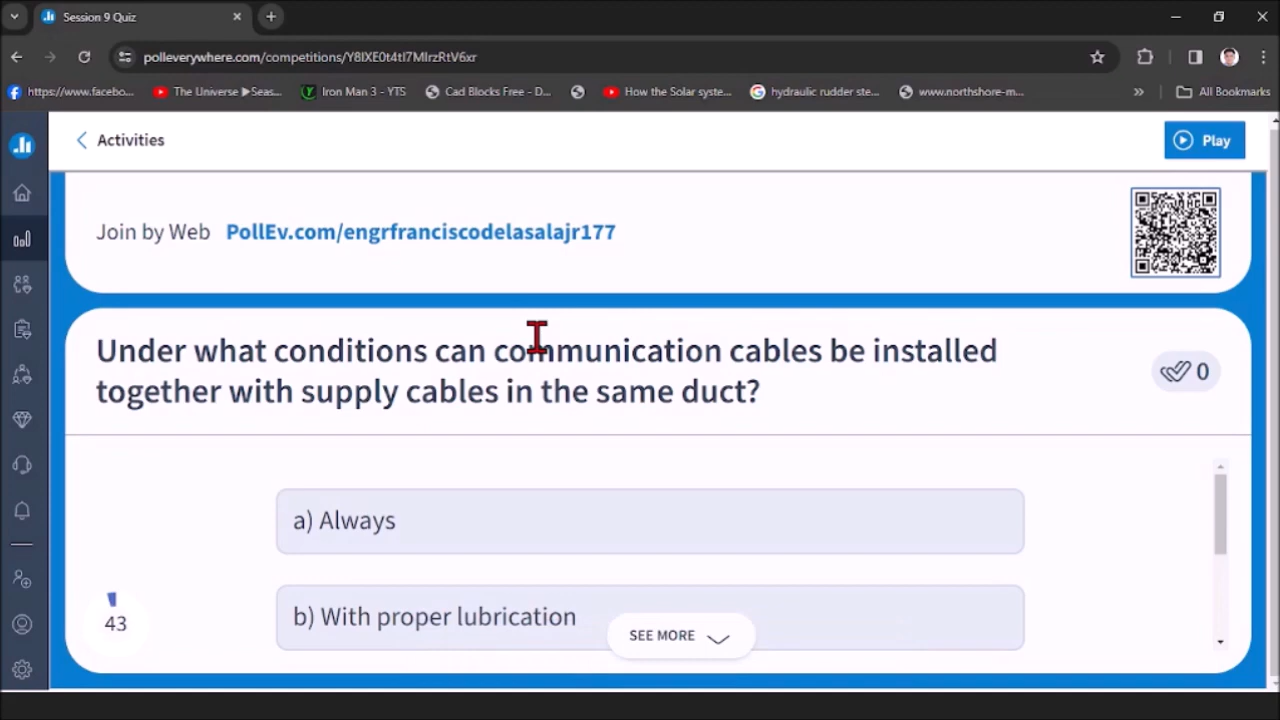 Session 9 Quiz
polleverywhere.com/competitions/Y8IXE0t4tI7MIrzRtV6xr
https://www.facebo...
The Universe ▶Seas...
Iron Man 3 - YTS
Cad Blocks Free - D...
How the Solar syste...
hydraulic rudder ste...
www.northshore-m...
All Bookmarks
Activities
Play
Join by Web PollEv.com/engrfranciscodelasalajr177
Under what conditions can communication cables be installed
together with supply cables in the same duct?
0
a) Always
b) With proper lubrication
43
SEE MORE